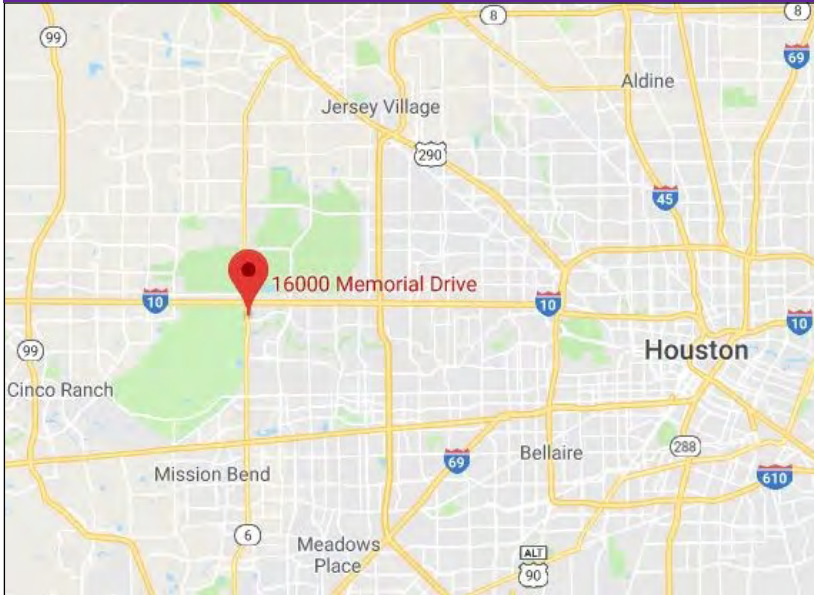 8
8
99
69
Aldine
Jersey Village
290
45
16000 Memorial Drive
10
10
10
99
Houston
Cinco Ranch
288
Bellaire
69
Mission Bend
610
6
Meadows
Place
ALT
90